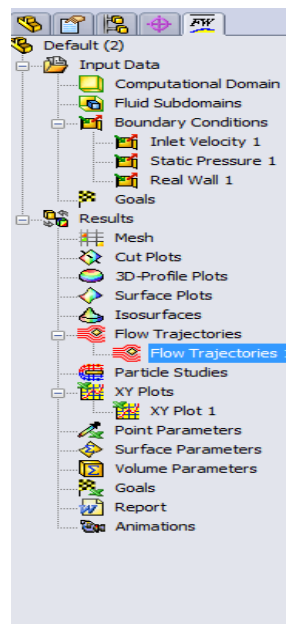 FW
Default (2)
Input Data
Computational Domain
Fluid Subdomains
Boundary Conditions
Inlet Velocity 1
Static Pressure 1
Real Wall 1
Goals
Results
Mesh
Cut Plots
3D-Profile Plots
Surface Plots
Isosurfaces
Flow Trajectories
Flow Trajectories
Particle Studies
XY Plots
XY Plot 1
Point Parameters
Surface Parameters
Volume Parameters
Goals
Report
Animations